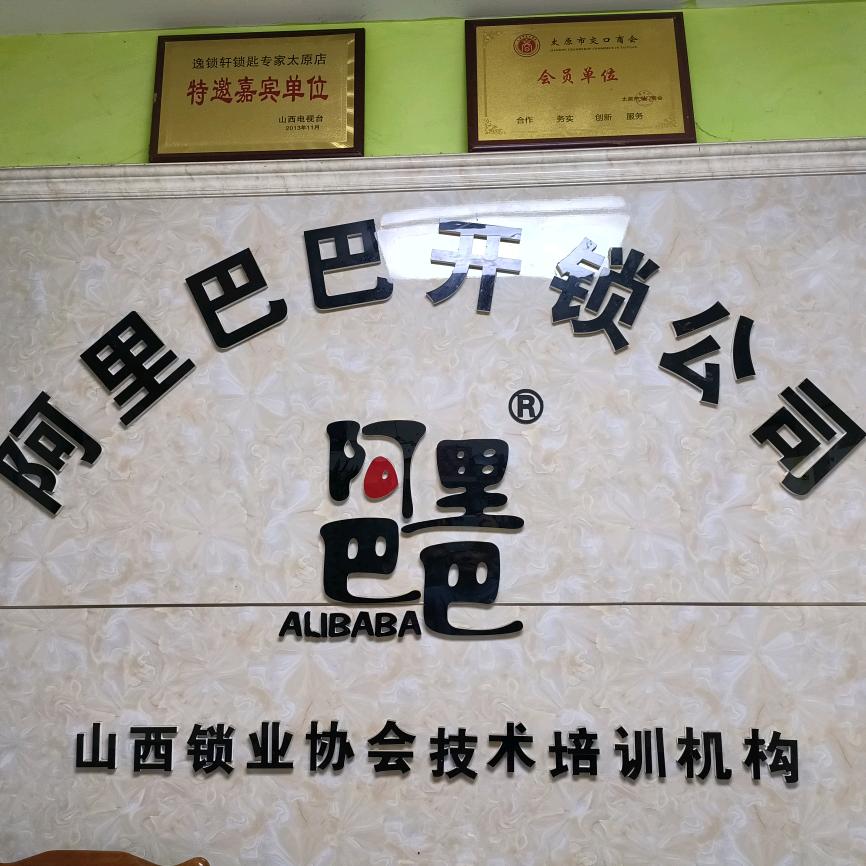 逸锁轩锁匙专家太原店
特邀嘉宾单位
山西电视台
2013年11月
太原市交口商会
会员单位
合作 务实 创新 服务
阿里巴巴开锁公司
®
阿里
巴巴
ALIBABA
山西锁业协会技术培训机构